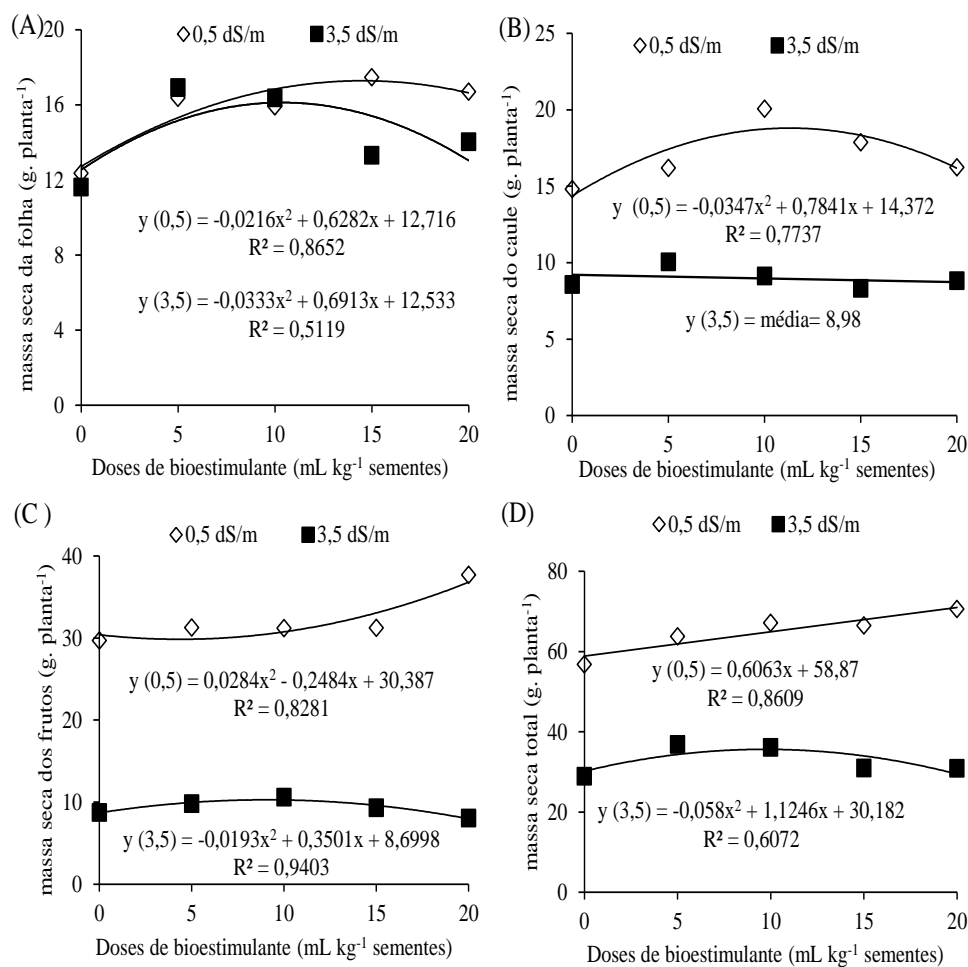 (A)
◇0,5 dS/m ■3,5 dS/m
massa seca da folha (g. planta⁻¹)
20
16
12
8
4
0
y (0,5) = -0,0216x² + 0,6282x + 12,716
R² = 0,8652
y (3,5) = -0,0333x² + 0,6913x + 12,533
R² = 0,5119
0 5 10 15 20
Doses de bioestimulante (mL kg⁻¹ sementes)
(B)
◇0,5 dS/m ■3,5 dS/m
massa seca do caule (g. planta⁻¹)
25
20
15
10
5
0
y (0,5) = -0,0347x² + 0,7841x + 14,372
R² = 0,7737
y (3,5) = média= 8,98
0 5 10 15 20
Doses de bioestimulante (mL kg⁻¹ sementes)
(C)
◇0,5 dS/m ■3,5 dS/m
massa seca dos frutos (g. planta⁻¹)
40
30
20
10
0
y (0,5) = 0,0284x² - 0,2484x + 30,387
R² = 0,8281
y (3,5) = -0,0193x² + 0,3501x + 8,6998
R² = 0,9403
0 5 10 15 20
Doses de bioestimulante (mL kg⁻¹ sementes)
(D)
◇0,5 dS/m ■3,5 dS/m
massa seca total (g. planta⁻¹)
80
60
40
20
0
y (0,5) = 0,6063x + 58,87
R² = 0,8609
y (3,5) = -0,058x² + 1,1246x + 30,182
R² = 0,6072
0 5 10 15 20
Doses de bioestimulante (mL kg⁻¹ sementes)